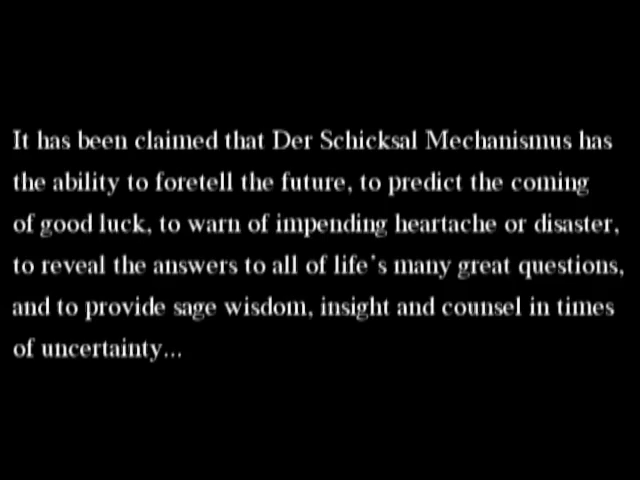 It has been claimed that Der Schicksal Mechanismus has
the ability to foretell the future, to predict the coming
of good luck, to warn of impending heartache or disaster,
to reveal the answers to all of life's many great questions,
and to provide sage wisdom, insight and counsel in times
of uncertainty...